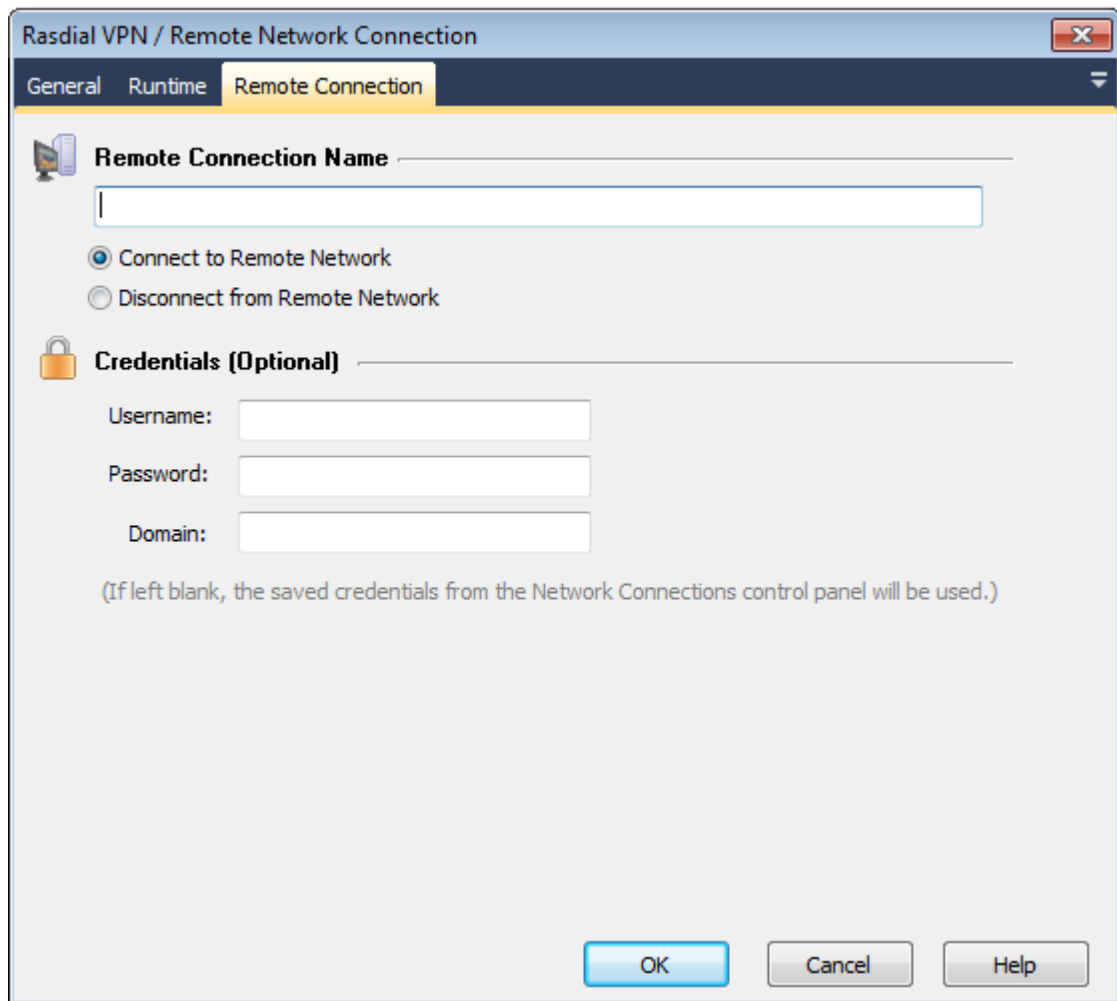 Rasdial VPN / Remote Network Connection
General Runtime Remote Connection
Remote Connection Name
Connect to Remote Network
Disconnect from Remote Network
Credentials (Optional)
Username:
Password:
Domain:
(If left blank, the saved credentials from the Network Connections control panel will be used.)
OK Cancel Help